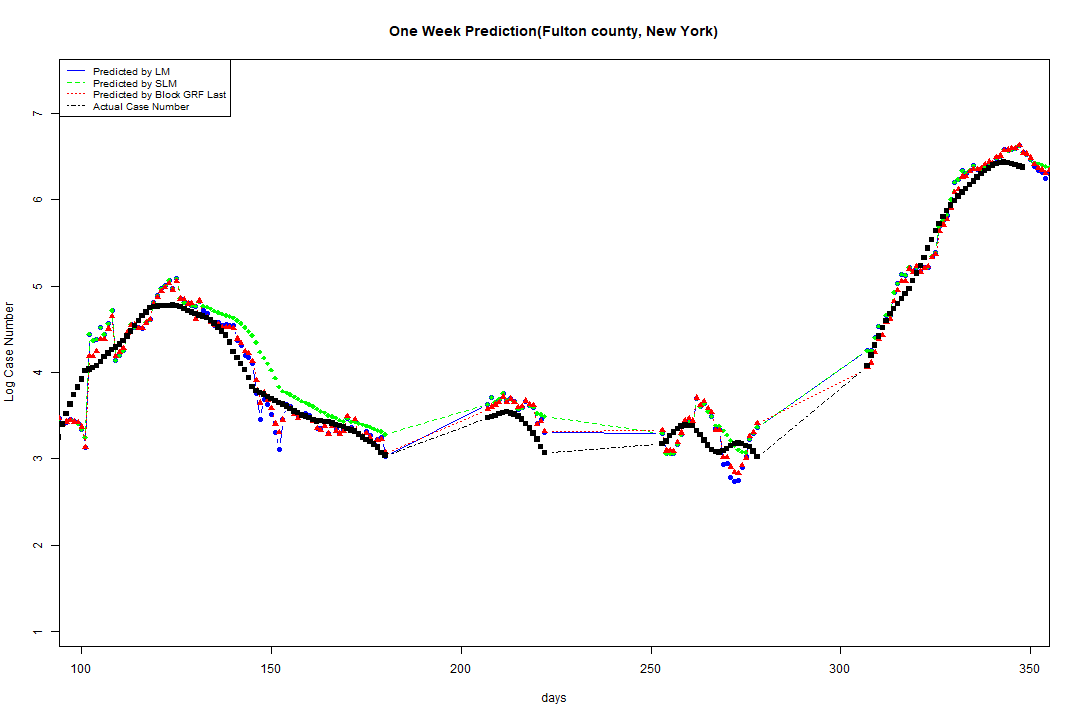 One Week Prediction(Fulton county, New York)
Predicted by LM
Predicted by SLM
Predicted by Block GRF Last
Actual Case Number
Log Case Number
7
6
5
4
3
2
1
100 150 200 250 300 350
days